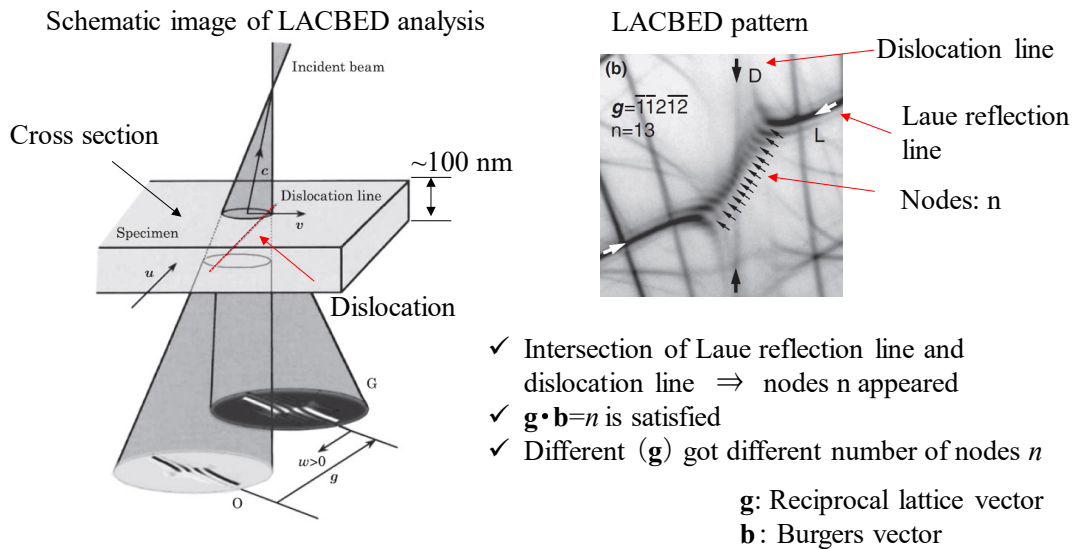 Schematic image of LACBED analysis
Incident beam
Cross section
c
~100 nm
Dislocation line
Specimen
v
u
Dislocation
G
w>0
g
O
LACBED pattern
(b)
D
Dislocation line
g=1̅1̅21̅2̅
n=13
L
Laue reflection
line
Nodes: n
✓ Intersection of Laue reflection line and
dislocation line ⇒ nodes n appeared
✓ g•b=n is satisfied
✓ Different (g) got different number of nodes n
g: Reciprocal lattice vector
b: Burgers vector